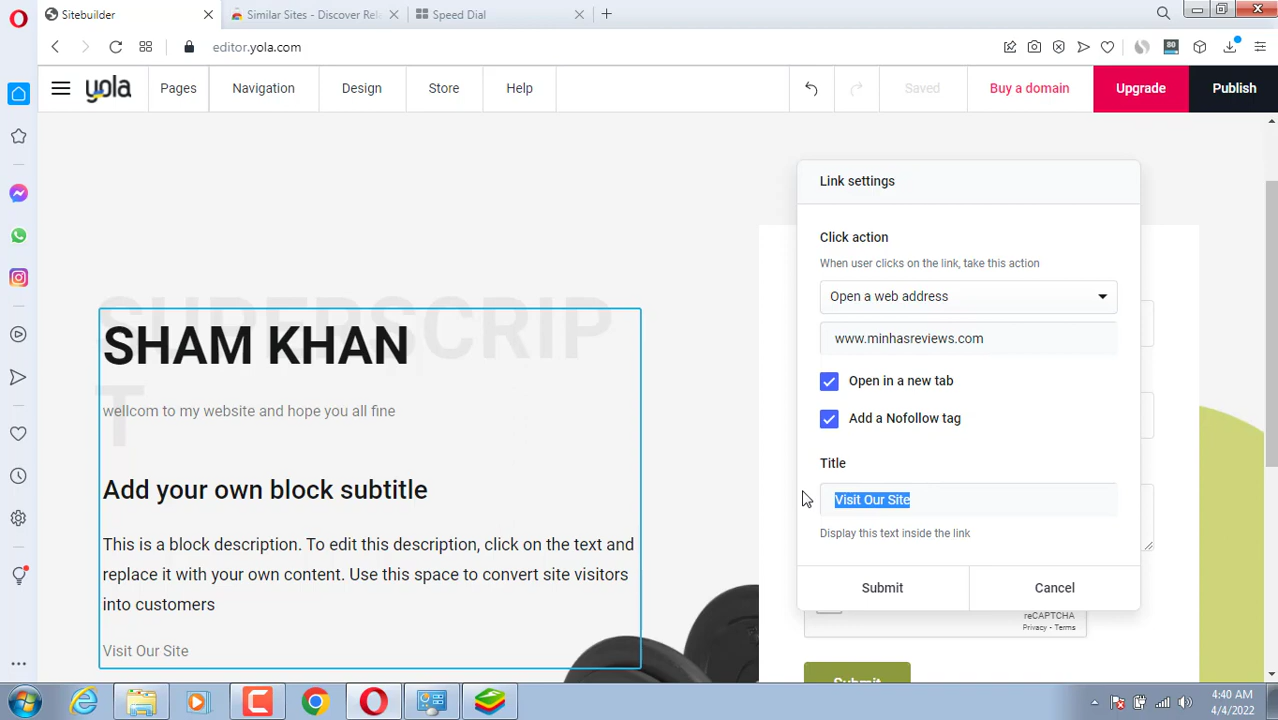 Sitebuilder
Similar Sites - Discover Rel
Speed Dial
editor.yola.com
80
yola
Pages
Navigation
Design
Store
Help
Saved
Buy a domain
Upgrade
Publish
SUPERSCRIP
T
SHAM KHAN
wellcom to my website and hope you all fine
Add your own block subtitle
This is a block description. To edit this description, click on the text and
replace it with your own content. Use this space to convert site visitors
into customers
Visit Our Site
Link settings
Click action
When user clicks on the link, take this action
Open a web address
www.minhasreviews.com
Open in a new tab
Add a Nofollow tag
Title
Visit Our Site
Display this text inside the link
Submit
Cancel
reCAPTCHA
Privacy - Terms
Submit
4:40 AM
4/4/2022